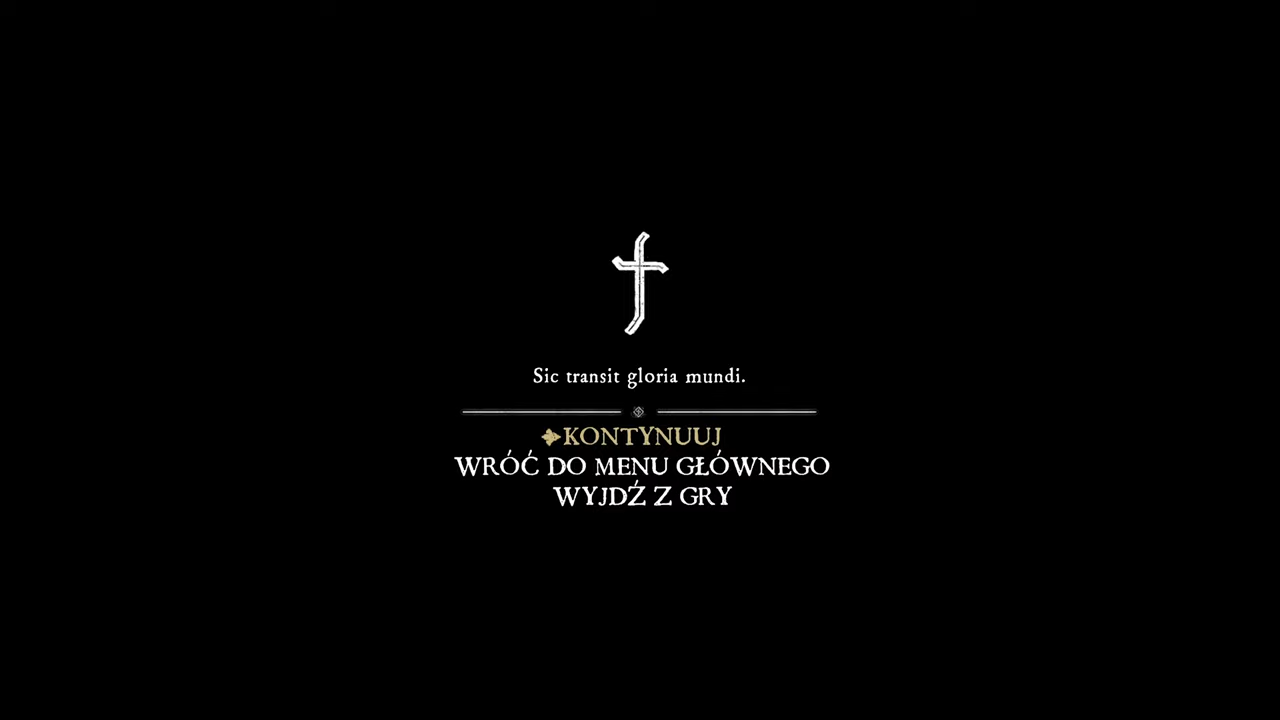 Sic transit gloria mundi.
KONTYNUUJ
WRÓĆ DO MENU GŁÓWNEGO
WYJDŹ Z GRY